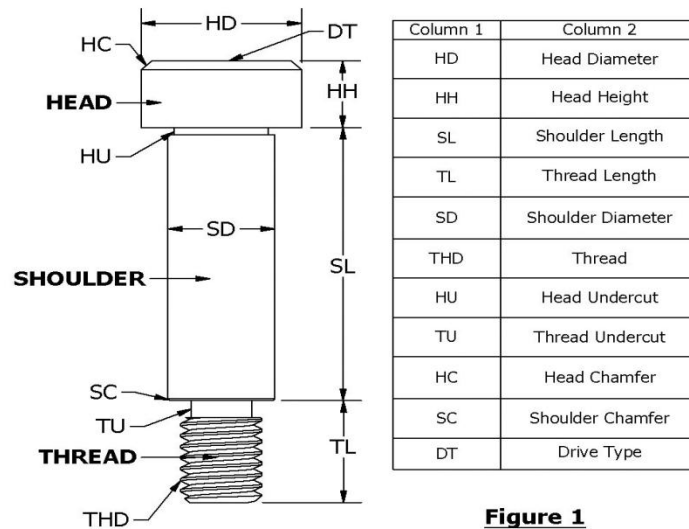 HD
HC
DT
HH
HEAD
HU
SD
SL
SHOULDER
SC
TU
TL
THREAD
THD
Column 1 Column 2
HD Head Diameter
HH Head Height
SL Shoulder Length
TL Thread Length
SD Shoulder Diameter
THD Thread
HU Head Undercut
TU Thread Undercut
HC Head Chamfer
SC Shoulder Chamfer
DT Drive Type
Figure 1